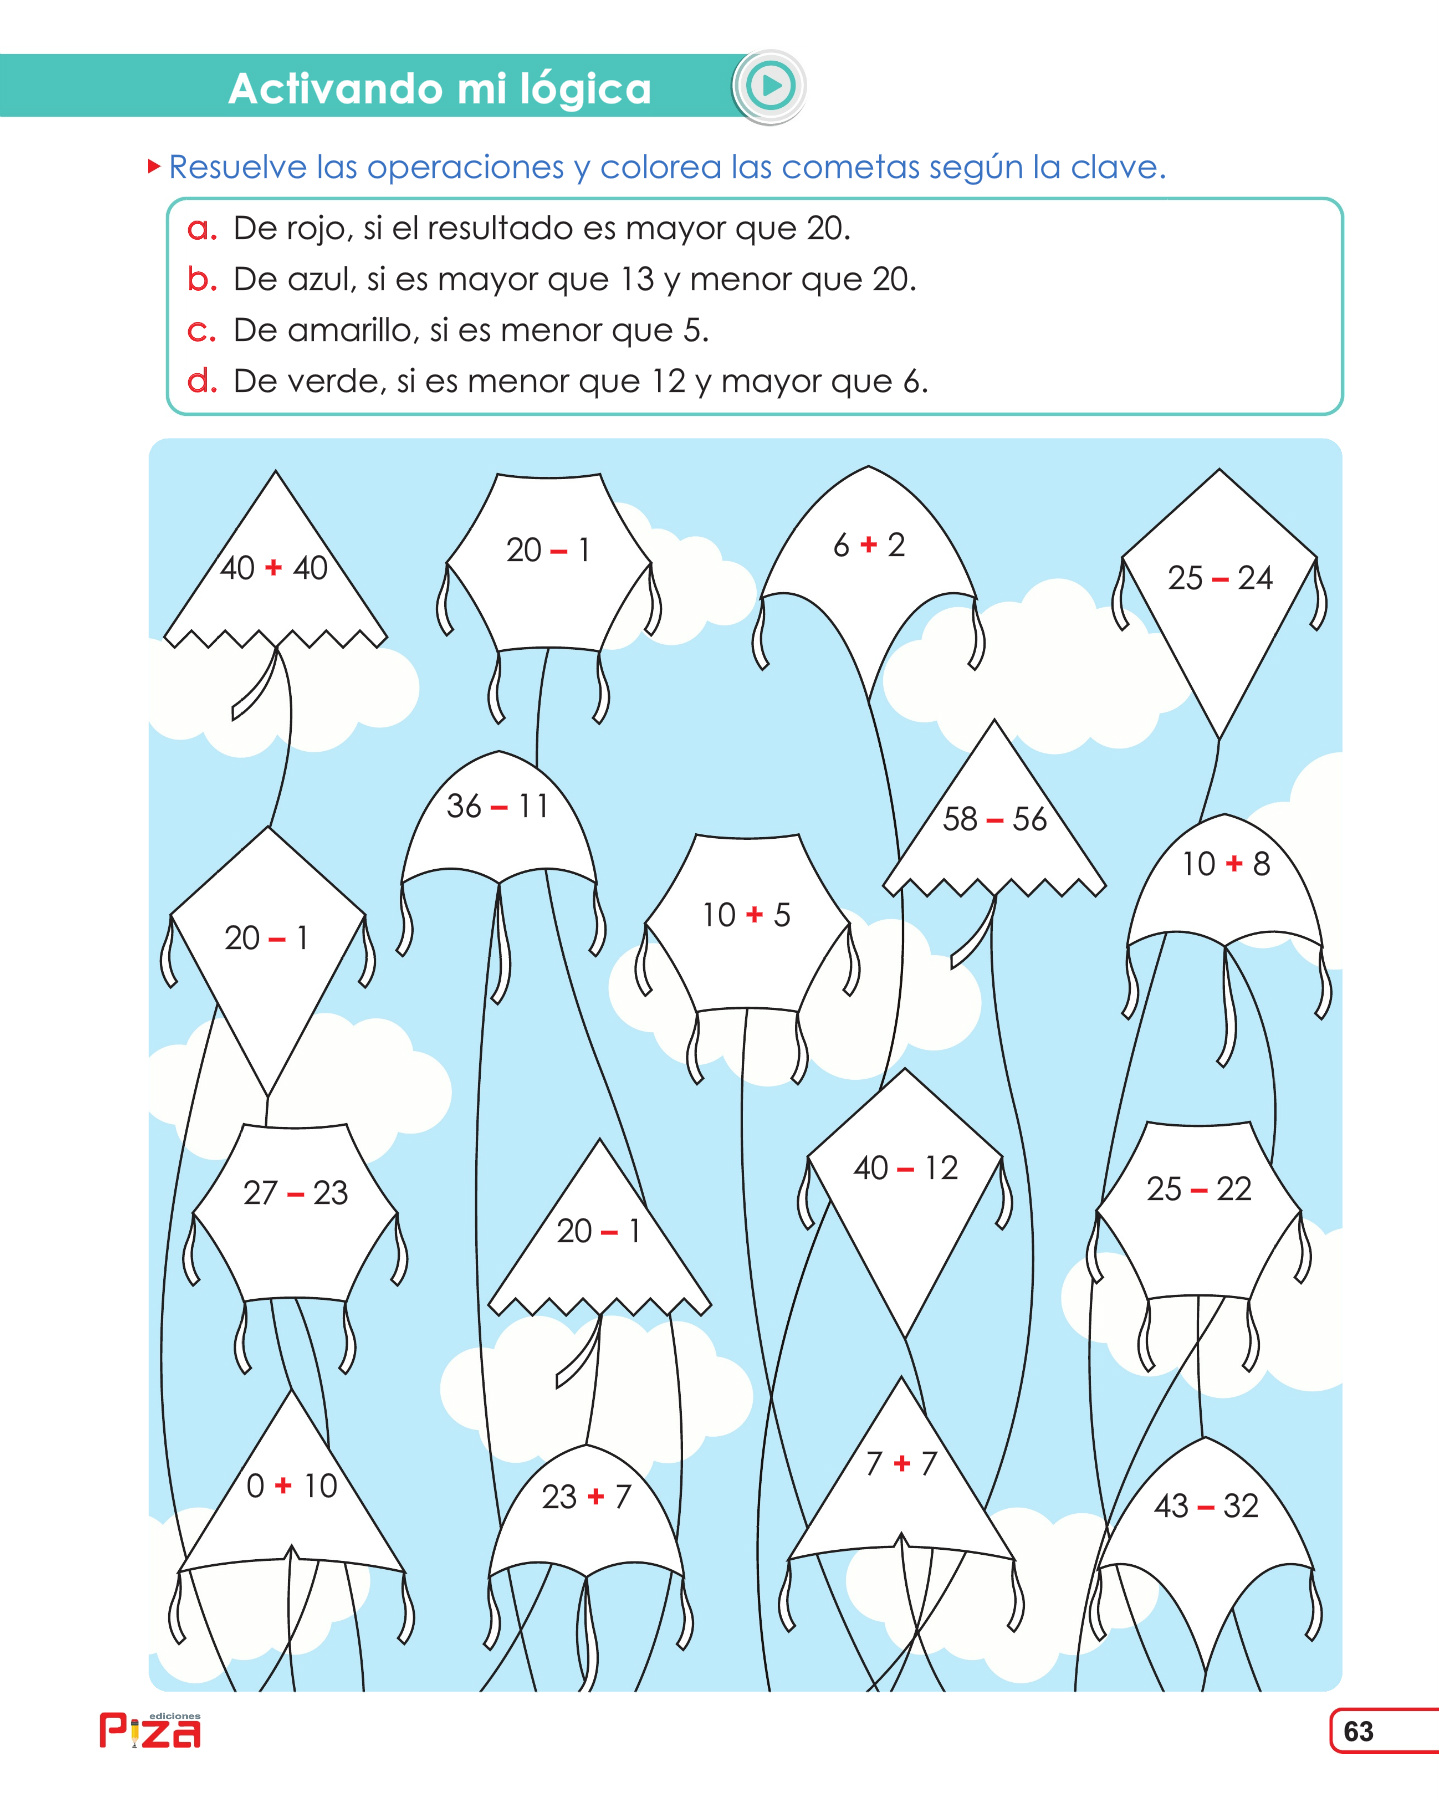 Activando mi lógica
Resuelve las operaciones y colorea las cometas según la clave.
a. De rojo, si el resultado es mayor que 20.
b. De azul, si es mayor que 13 y menor que 20.
c. De amarillo, si es menor que 5.
d. De verde, si es menor que 12 y mayor que 6.
40 + 40
20 – 1
6 + 2
25 – 24
36 – 11
58 – 56
10 + 8
20 – 1
10 + 5
27 – 23
20 – 1
40 – 12
25 – 22
0 + 10
23 + 7
7 + 7
43 – 32
ediciones
Piza
63